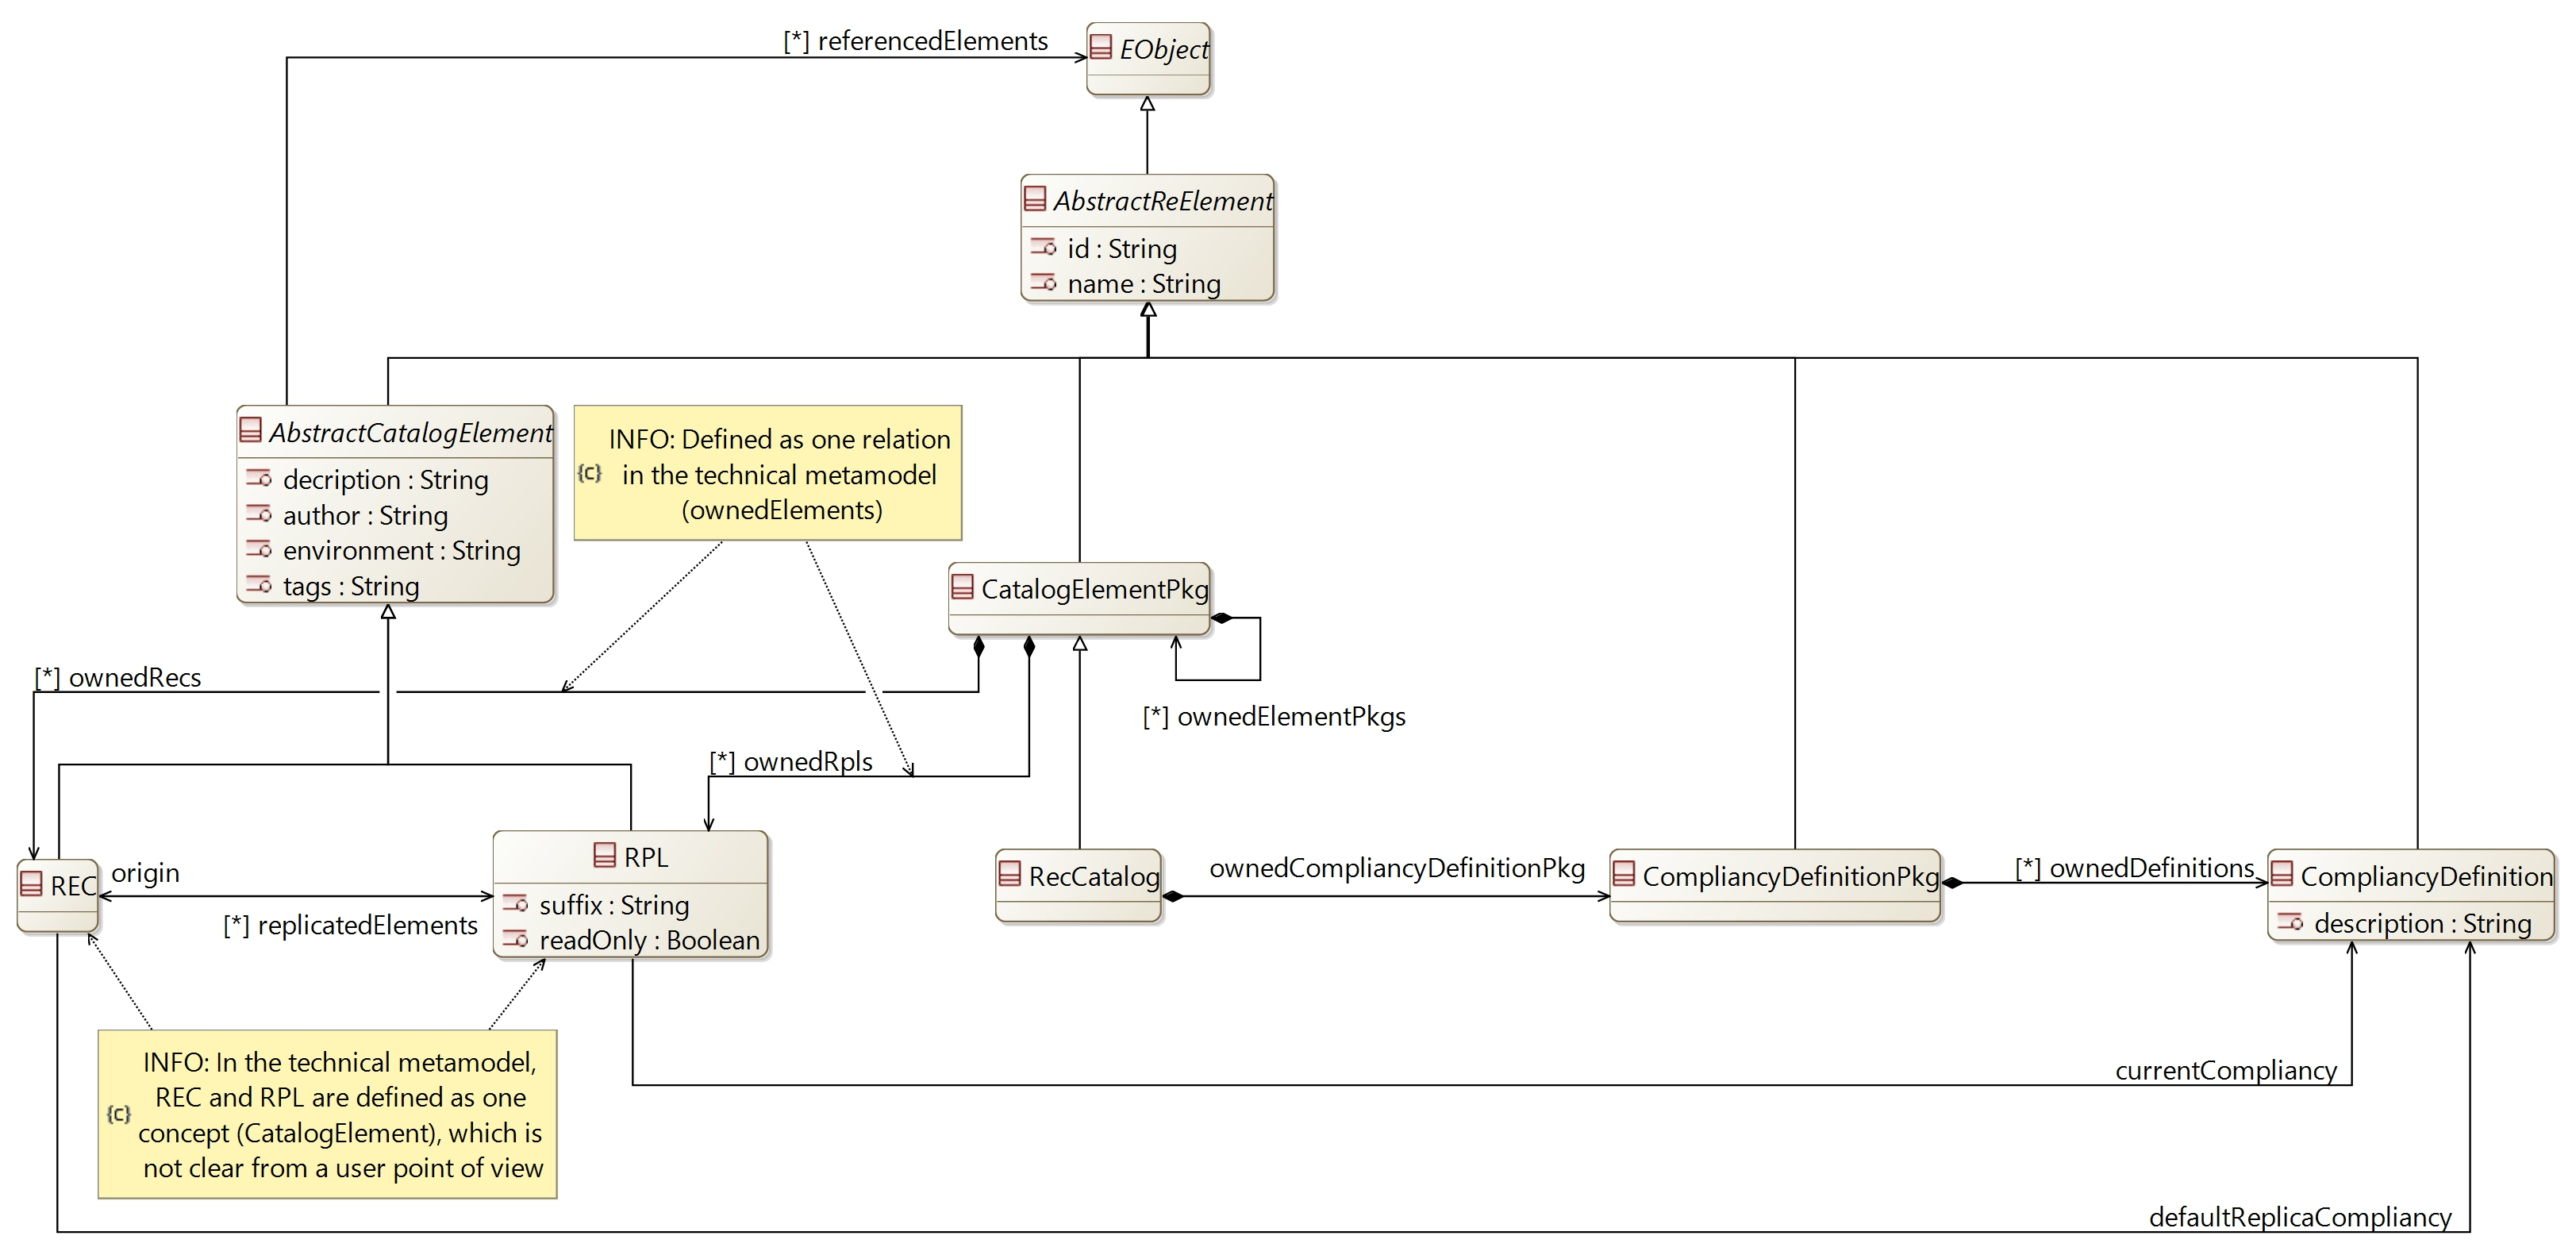 [*] referencedElements
EObject
AbstractReElement
id : String
name : String
AbstractCatalogElement
decription : String
author : String
environment : String
tags : String
INFO: Defined as one relation
in the technical metamodel
(ownedElements)
{c}
CatalogElementPkg
[*] ownedRecs
[*] ownedElementPkgs
[*] ownedRpls
REC
origin
[*] replicatedElements
RPL
suffix : String
readOnly : Boolean
RecCatalog
ownedCompliancyDefinitionPkg
CompliancyDefinitionPkg
[*] ownedDefinitions
CompliancyDefinition
description : String
INFO: In the technical metamodel,
REC and RPL are defined as one
{c}
concept (CatalogElement), which is
not clear from a user point of view
currentCompliancy
defaultReplicaCompliancy